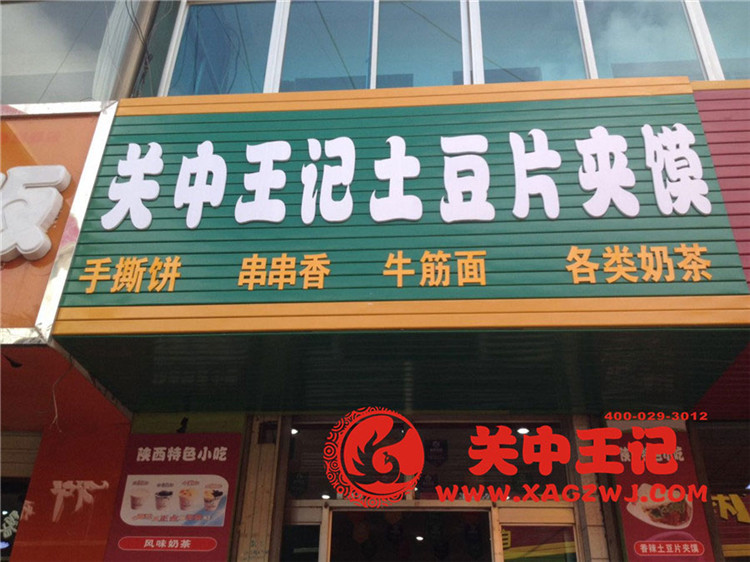 关中王记土豆片夹馍
手撕饼 串串香 牛筋面 各类奶茶
400-029-3012
关中王记
WWW.XAGZWJ.COM
陕西特色小吃
风味奶茶
香辣土豆片夹馍